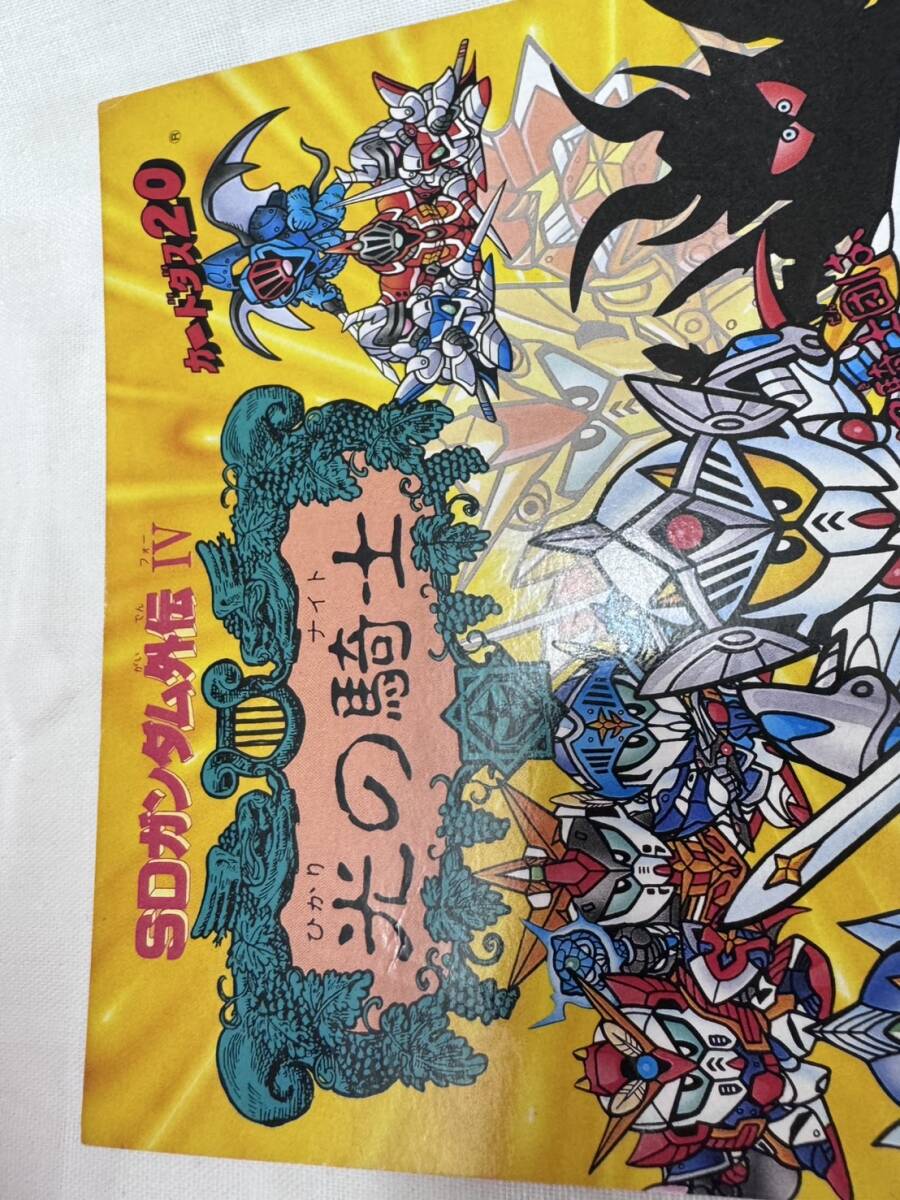 カードダス20®
SDガンダム外伝IV
がいでん フォー
ひかり ナイト
光の騎士